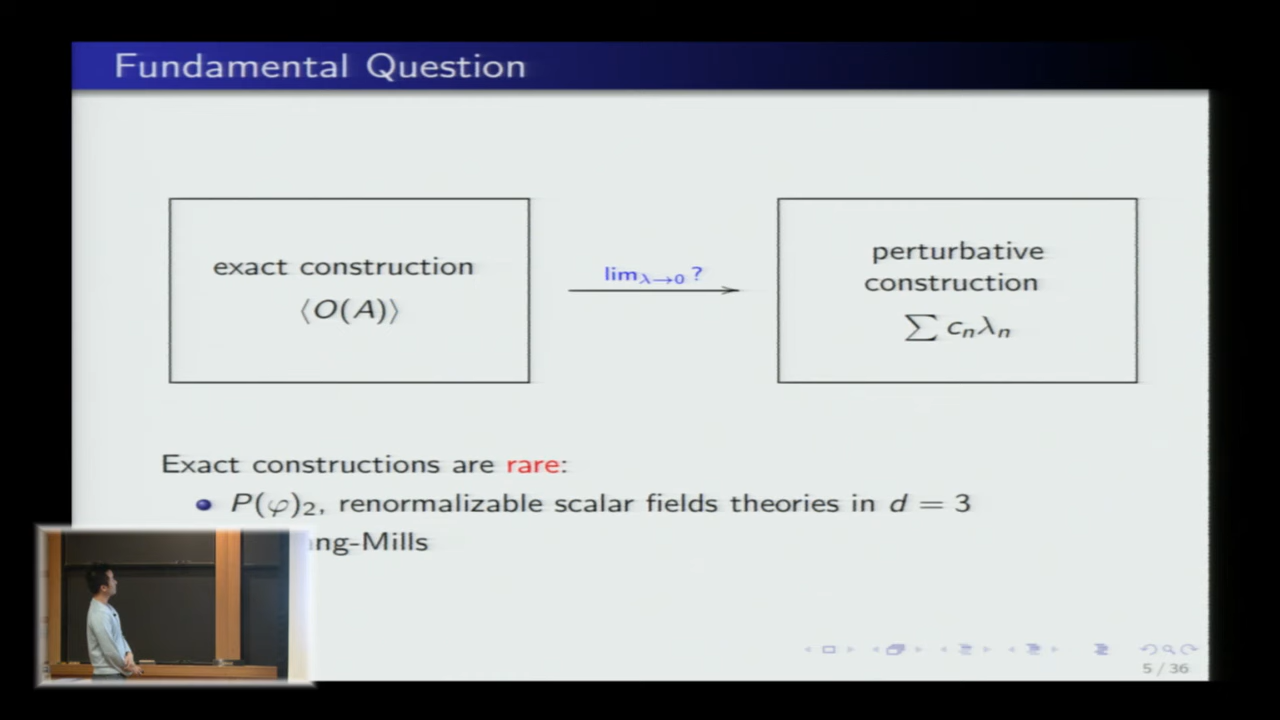 Fundamental Question
exact construction
⟨O(A)⟩
lim_{λ→0} ?
perturbative
construction
∑ c_n λ_n
Exact constructions are rare:
P(φ)_2, renormalizable scalar fields theories in d = 3
ang-Mills
5 / 36